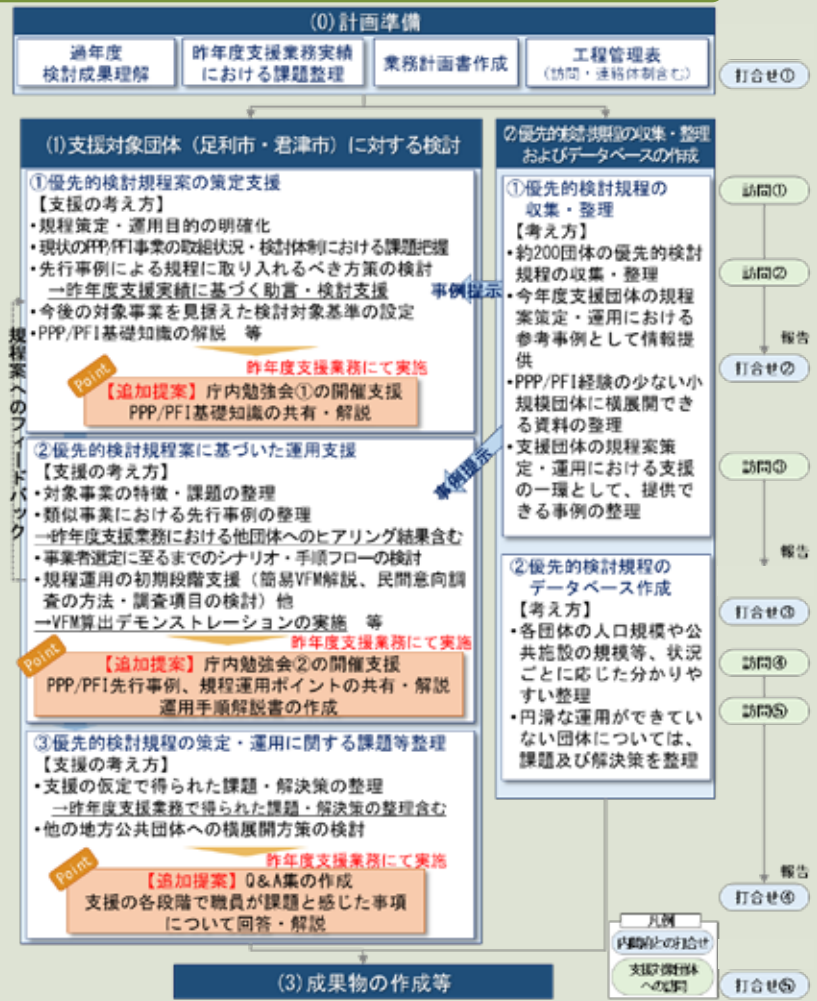 (0)計画準備
過年度
検討成果理解
昨年度支援業務実績
における課題整理
業務計画書作成
工程管理表
(訪問・連絡体制含む)
打合せ①
(1)支援対象団体（足利市・君津市）に対する検討
①優先的検討規程案の策定支援
【支援の考え方】
・規程策定・運用目的の明確化
・現状のPPP/PFI事業の取組状況・検討体制における課題把握
・先行事例による規程に取り入れるべき方策の検討
→昨年度支援実績に基づく助言・検討支援
・今後の対象事業を見据えた検討対象基準の設定
・PPP/PFI基礎知識の解説　等
昨年度支援業務にて実施
Point
【追加提案】庁内勉強会①の開催支援
PPP/PFI基礎知識の共有・解説
②優先的検討規程案に基づいた運用支援
【支援の考え方】
・対象事業の特徴・課題の整理
・類似事業における先行事例の整理
→昨年度支援業務における他団体へのヒアリング結果含む
・事業者選定に至るまでのシナリオ・手順フローの検討
・規程運用の初期段階支援（簡易VFM解説、民間意向調
査の方法・調査項目の検討）他
→VFM算出デモンストレーションの実施　等
昨年度支援業務にて実施
Point
【追加提案】庁内勉強会②の開催支援
PPP/PFI先行事例、規程運用ポイントの共有・解説
運用手順解説書の作成
③優先的検討規程の策定・運用に関する課題等整理
【支援の考え方】
・支援の仮定で得られた課題・解決策の整理
→昨年度支援業務で得られた課題・解決策の整理含む
・他の地方公共団体への横展開方策の検討
昨年度支援業務にて実施
Point
【追加提案】Q&A集の作成
支援の各段階で職員が課題と感じた事項
について回答・解説
規程案へのフィードバック
事例提示
事例提示
②優先的検討規程の収集・整理
およびデータベースの作成
①優先的検討規程の
収集・整理
【考え方】
・約200団体の優先的検討
規程の収集・整理
・今年度支援団体の規程
案策定・運用における
参考事例として情報提
供
・PPP/PFI経験の少ない小
規模団体に横展開でき
る資料の整理
・支援団体の規程案策
定・運用における支援
の一環として、提供で
きる事例の整理
②優先的検討規程の
データベース作成
【考え方】
・各団体の人口規模や公
共施設の規模等、状況
ごとに応じた分かりや
すい整理
・円滑な運用ができてい
ない団体については、
課題及び解決策を整理
訪問①
訪問②
報告
打合せ②
訪問③
報告
打合せ③
訪問④
訪問⑤
報告
打合せ④
凡例
内閣府との打合せ
支援対象団体
への訪問
打合せ⑤
(3)成果物の作成等